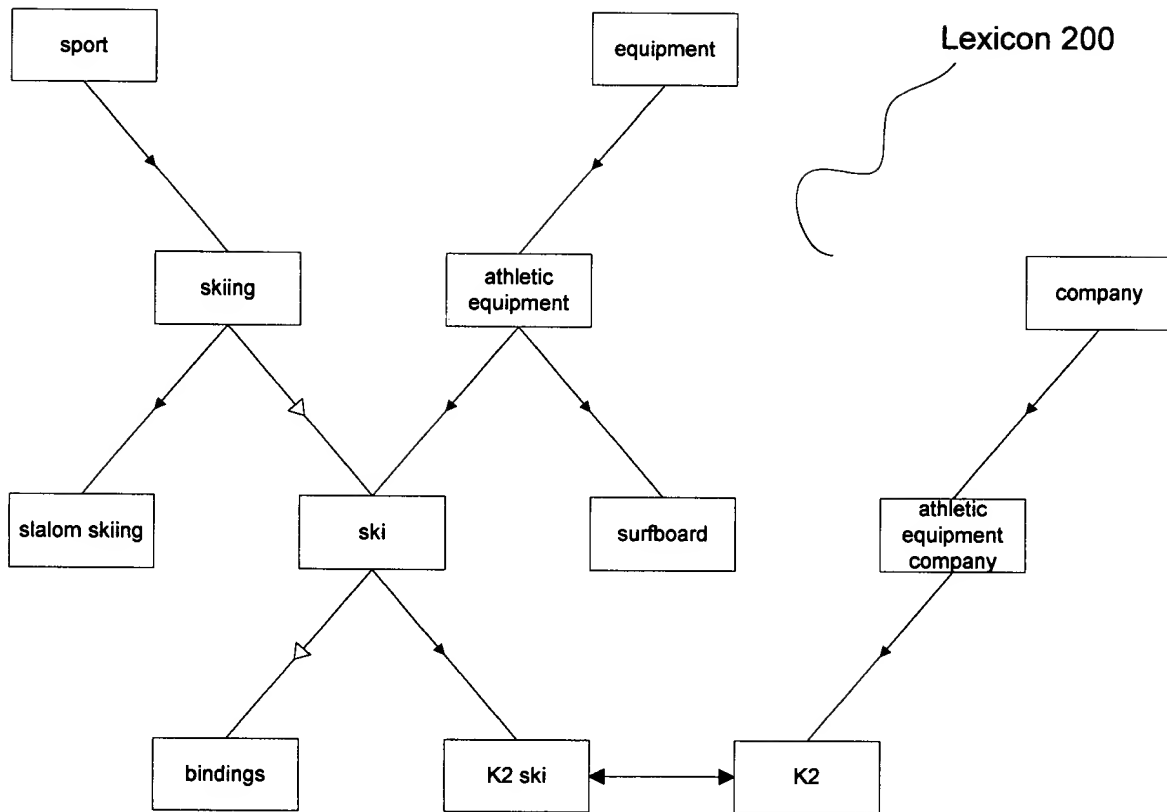 sport
equipment
Lexicon 200
skiing
athletic
equipment
company
slalom skiing
ski
surfboard
athletic
equipment
company
bindings
K2 ski
K2